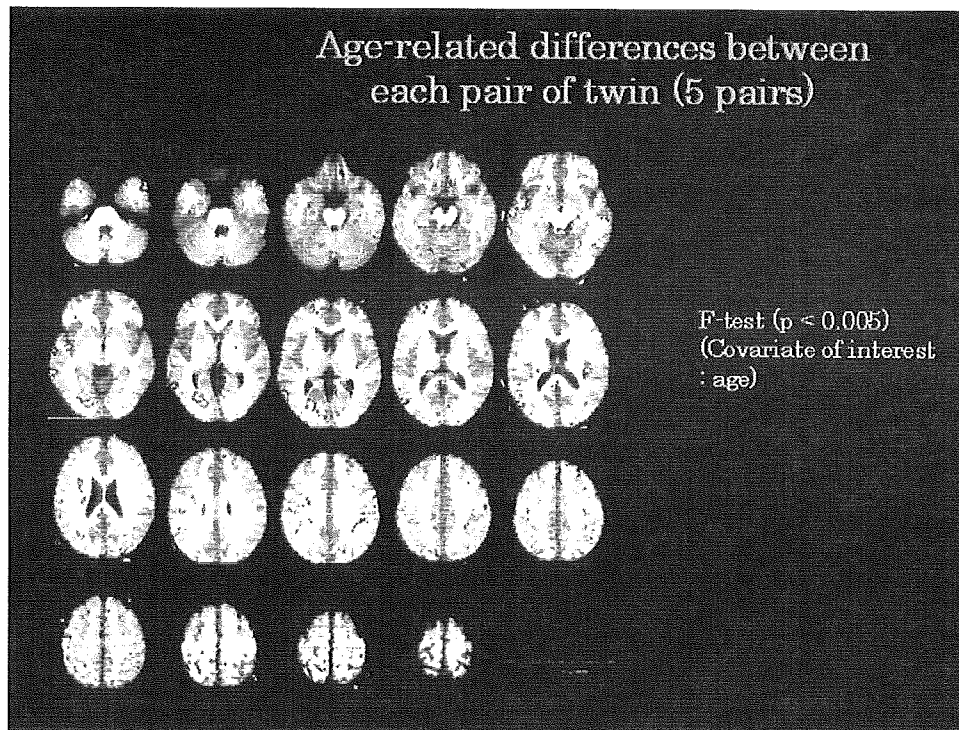 Age-related differences between
each pair of twin (5 pairs)
F-test (p < 0.005)
(Covariate of interest
: age)